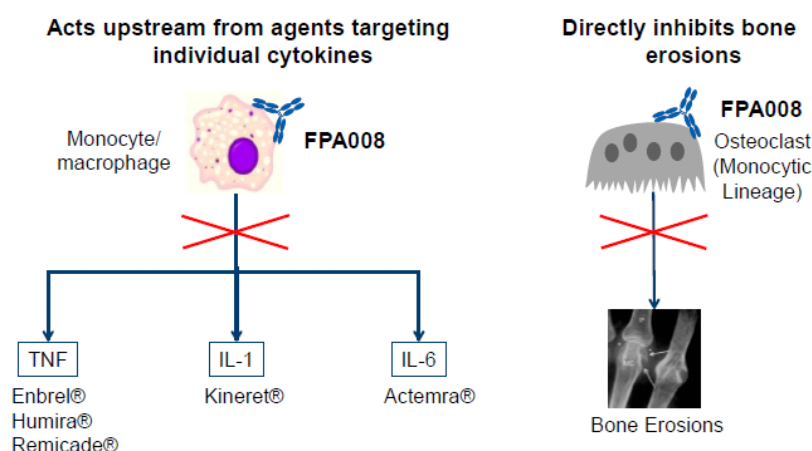 Acts upstream from agents targeting
individual cytokines
Monocyte/
macrophage
FPA008
TNF
IL-1
IL-6
Enbrel®
Humira®
Remicade®
Kineret®
Actemra®
Directly inhibits bone
erosions
FPA008
Osteoclast
(Monocytic
Lineage)
Bone Erosions